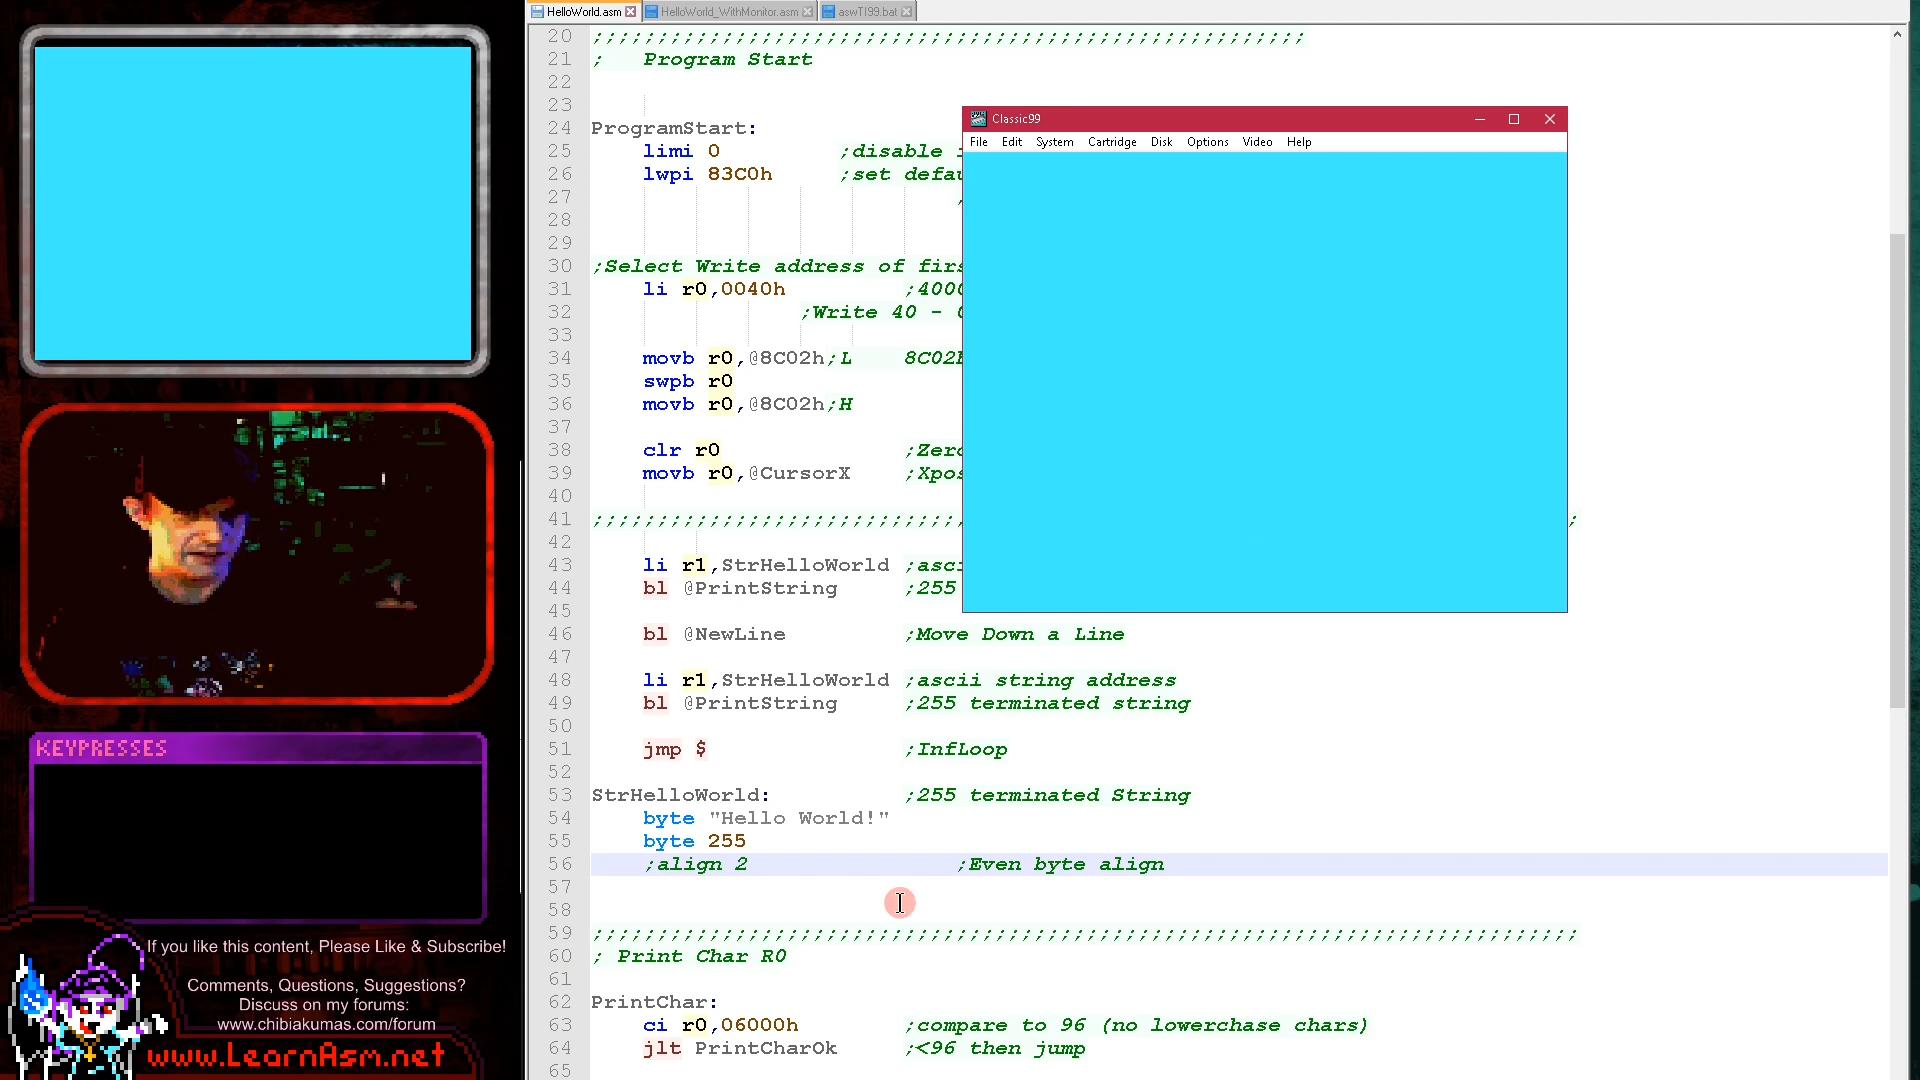 HelloWorld.asm
HelloWorld_WithMonitor.asm
aswTI99.bat
20 ;;;;;;;;;;;;;;;;;;;;;;;;;;;;;;;;;;;;;;;;;;;;;;;;;;;;;;;
21 ; Program Start
22
23
24 ProgramStart:
25 limi 0 ;disable
26 lwpi 83C0h ;set defau
27 ;
28
29
30 ;Select Write address of firs
31 li r0,0040h ;4000
32 ;Write 40 -
33
34 movb r0,@8C02h;L 8C02h
35 swpb r0
36 movb r0,@8C02h;H
37
38 clr r0 ;Zero
39 movb r0,@CursorX ;Xpos
40
41 ;;;;;;;;;;;;;;;;;;;;;;;;;;;; ;
42
43 li r1,StrHelloWorld ;asci
44 bl @PrintString ;255
45
46 bl @NewLine ;Move Down a Line
47
48 li r1,StrHelloWorld ;ascii string address
49 bl @PrintString ;255 terminated string
50
51 jmp $ ;InfLoop
52
53 StrHelloWorld: ;255 terminated String
54 byte "Hello World!"
55 byte 255
56 ;align 2 ;Even byte align
57
58
59 ;;;;;;;;;;;;;;;;;;;;;;;;;;;;;;;;;;;;;;;;;;;;;;;;;;;;;;;;;;;;;;;;;;;;;;;;;;;;
60 ; Print Char R0
61
62 PrintChar:
63 ci r0,06000h ;compare to 96 (no lowerchase chars)
64 jlt PrintCharOk ;<96 then jump
65
Classic99
File Edit System Cartridge Disk Options Video Help
KEYPRESSES
If you like this content, Please Like & Subscribe!
Comments, Questions, Suggestions?
Discuss on my forums:
www.chibiakumas.com/forum
www.LearnAsm.net